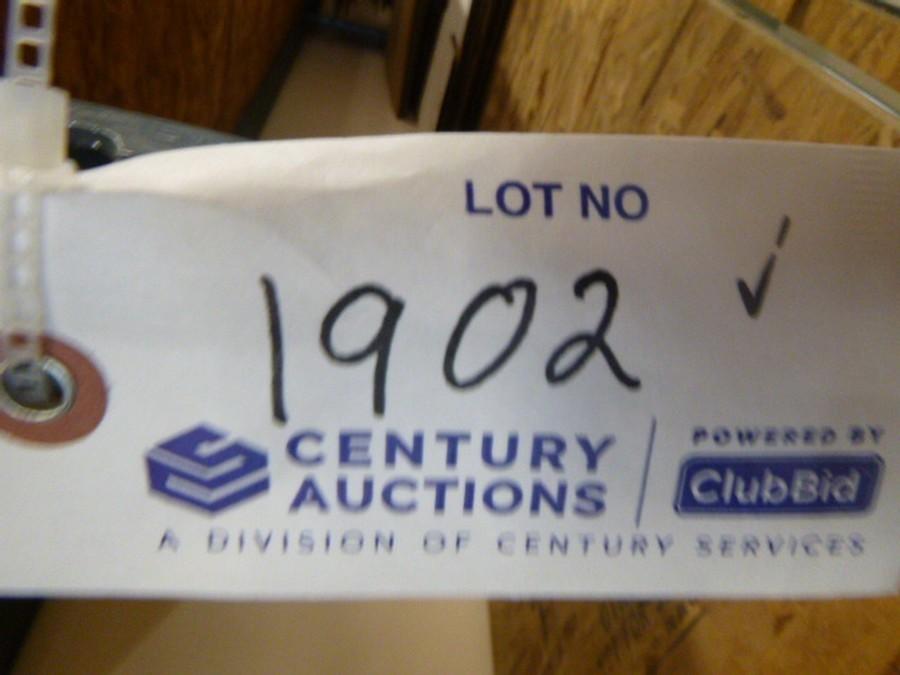 LOT NO
1902 ✓
CENTURY
AUCTIONS
POWERED BY
ClubBid
A DIVISION OF CENTURY SERVICES